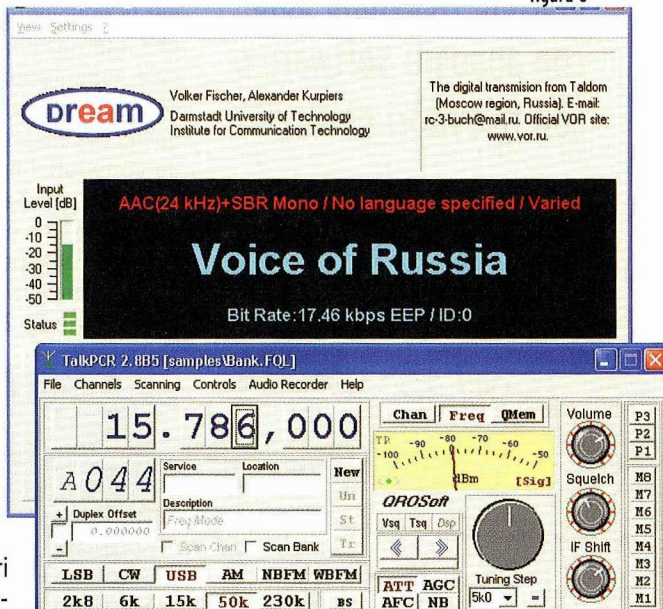 View Settings ?
Dream
Volker Fischer, Alexander Kurpiers
Darmstadt University of Technology
Institute for Communication Technology
The digital transmision from Taldom
(Moscow region, Russia). E-mail:
rc-3-buch@mail.ru. Official VOR site:
www.vor.ru.
Input
Level [dB]
0
-10
-20
-30
-40
-50
Status
AAC(24 kHz)+SBR Mono / No language specified / Varied
Voice of Russia
Bit Rate:17.46 kbps EEP / ID:0
TalkPCR 2.8B5 [samples\Bank.FQL]
File Channels Scanning Controls Audio Recorder Help
15.786,000
Chan Freq QMem
Volume
P3
P2
P1
TR -100 -90 -80 -70 -60 -50
dBm [Sig]
A044
Service Location
New
Un
St
Tr
Description
Freq Mode
+ Duplex Offset
0.000000
-
Scan Chan Scan Bank
QROSoft
Vsq Tsq Dsp
Squelch
M8
M7
M6
M5
M4
M3
M2
M1
IF Shift
LSB CW USB AM NBFM WBFM
2k8 6k 15k 50k 230k BS
ATT AGC
AFC NB
Tuning Step
5k0 =
ri
-